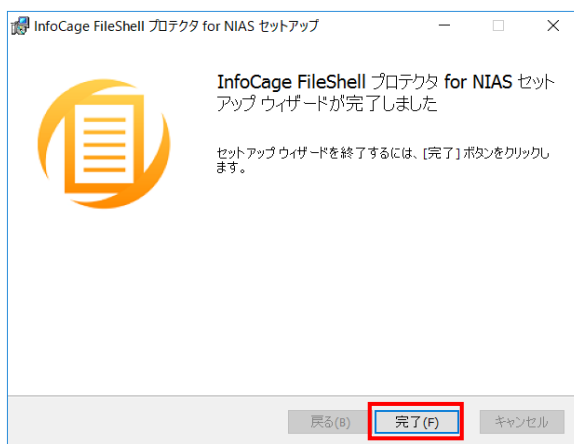 InfoCage FileShell プロテクタ for NIAS セットアップ
InfoCage FileShell プロテクタ for NIAS セット
アップ ウィザードが完了しました
セットアップ ウィザードを終了するには、[完了] ボタンをクリックし
ます。
戻る(B) 完了(F) キャンセル